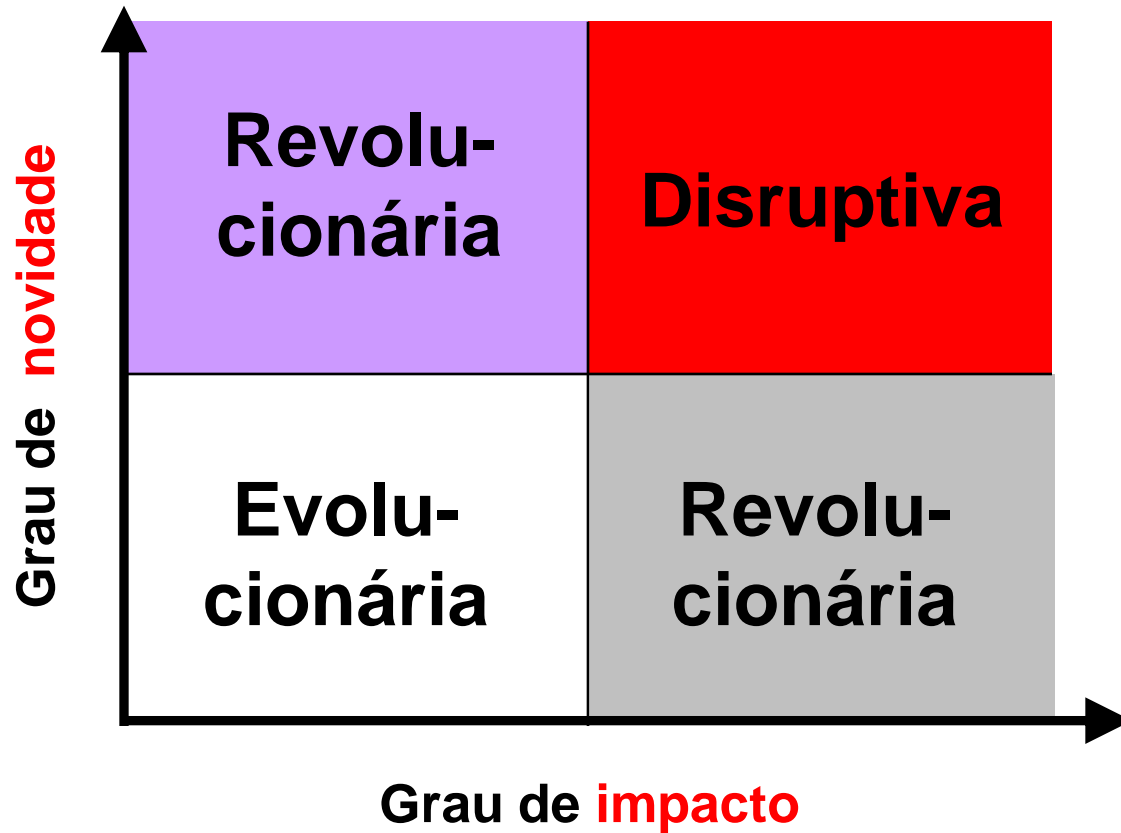 Grau de novidade
Revolu-
cionária
Disruptiva
Evolu-
cionária
Revolu-
cionária
Grau de impacto